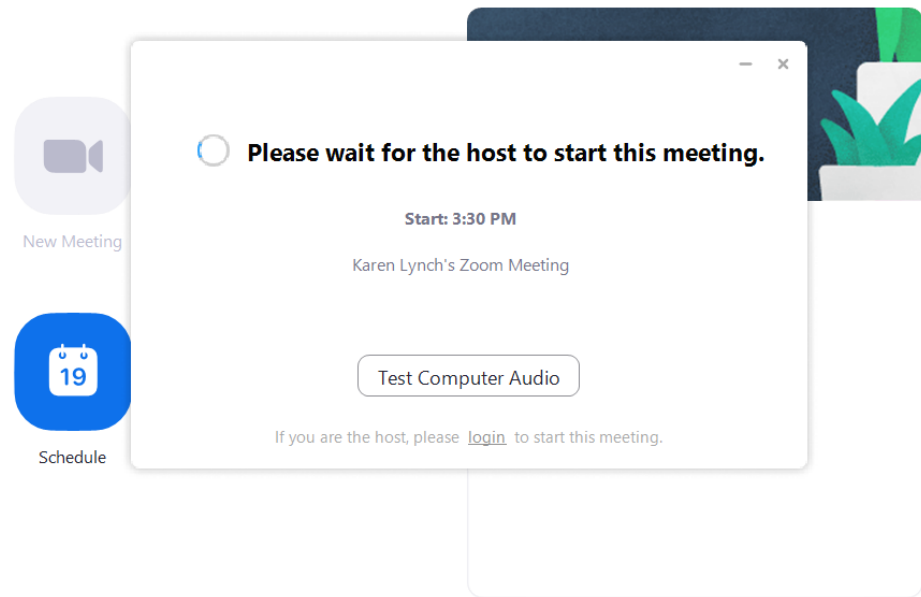 Please wait for the host to start this meeting.
Start: 3:30 PM
New Meeting
Karen Lynch's Zoom Meeting
19
Test Computer Audio
If you are the host, please login to start this meeting.
Schedule